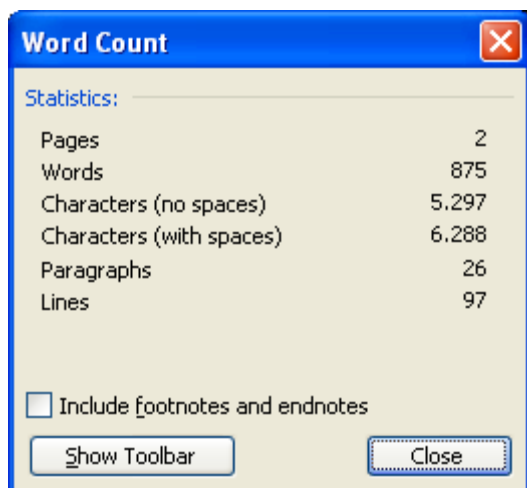 Word Count
Statistics:
Pages 2
Words 875
Characters (no spaces) 5.297
Characters (with spaces) 6.288
Paragraphs 26
Lines 97
Include footnotes and endnotes
Show Toolbar Close